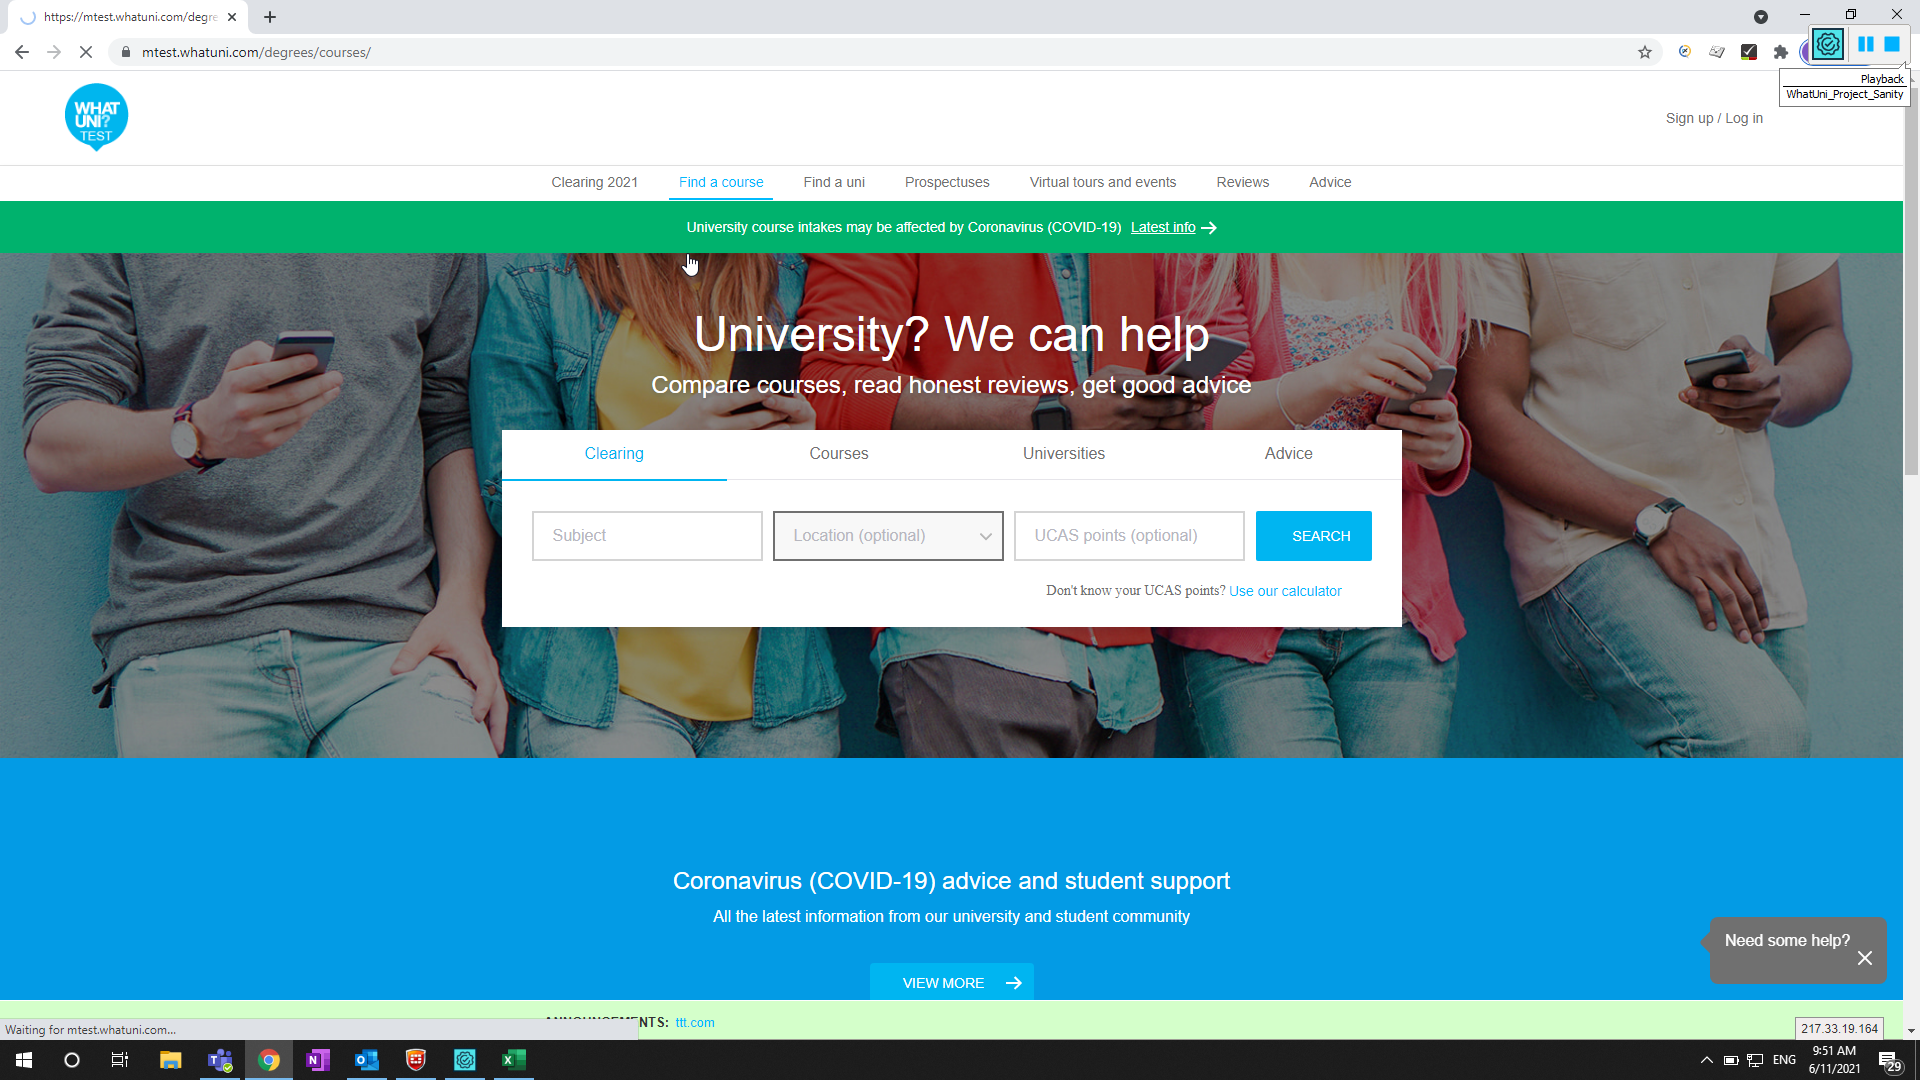 https://mtest.whatuni.com/degre
mtest.whatuni.com/degrees/courses/
Playback
WhatUni_Project_Sanity
WHAT
UNI?
TEST
Sign up / Log in
Clearing 2021
Find a course
Find a uni
Prospectuses
Virtual tours and events
Reviews
Advice
University course intakes may be affected by Coronavirus (COVID-19) Latest info
University? We can help
Compare courses, read honest reviews, get good advice
Clearing
Courses
Universities
Advice
Subject
Location (optional)
UCAS points (optional)
SEARCH
Don't know your UCAS points? Use our calculator
Coronavirus (COVID-19) advice and student support
All the latest information from our university and student community
VIEW MORE
Need some help?
ANNOUNCEMENTS: ttt.com
Waiting for mtest.whatuni.com...
217.33.19.164
ENG
9:51 AM
6/11/2021
29